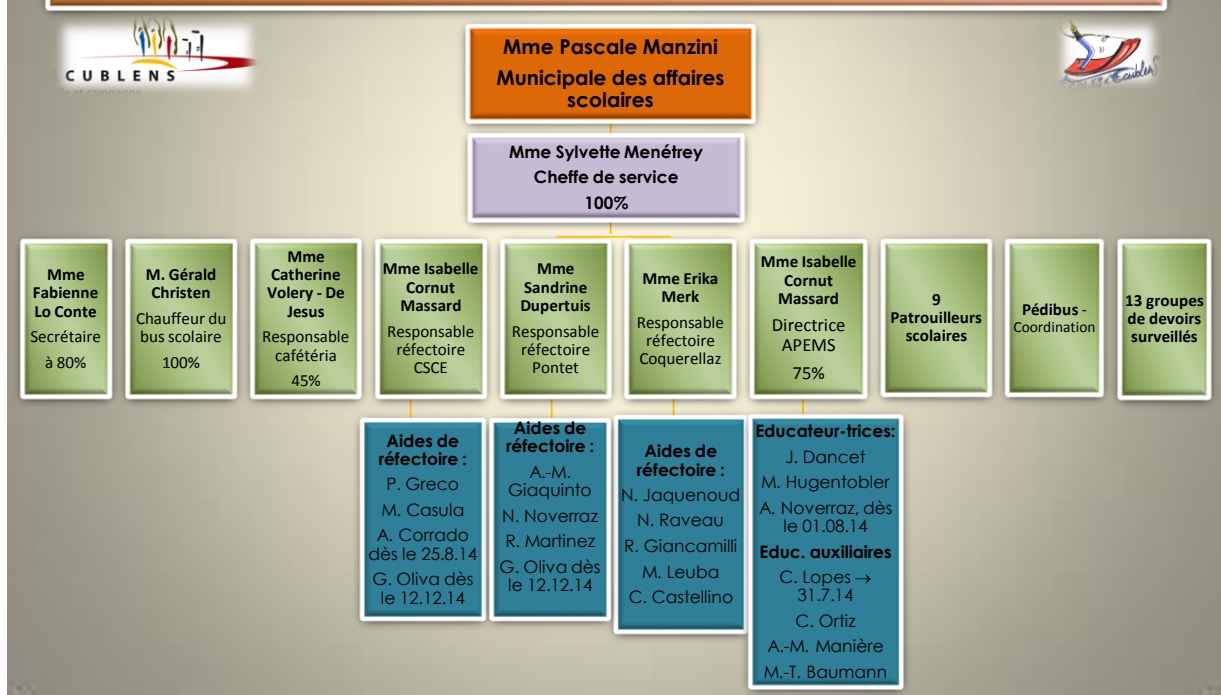 CUBLENS
Ecoles d'Ecublens
Mme Pascale Manzini
Municipale des affaires
scolaires
Mme Sylvette Menétrey
Cheffe de service
100%
Mme
Fabienne
Lo Conte
Secrétaire
à 80%
M. Gérald
Christen
Chauffeur du
bus scolaire
100%
Mme
Catherine
Volery - De
Jesus
Responsable
cafétéria
45%
Mme Isabelle
Cornut
Massard
Responsable
réfectoire
CSCE
Mme
Sandrine
Dupertuis
Responsable
réfectoire
Pontet
Mme Erika
Merk
Responsable
réfectoire
Coquerellaz
Mme Isabelle
Cornut
Massard
Directrice
APEMS
75%
9
Patrouilleurs
scolaires
Pédibus -
Coordination
13 groupes
de devoirs
surveillés
Aides de
réfectoire :
P. Greco
M. Casula
A. Corrado
dès le 25.8.14
G. Oliva dès
le 12.12.14
Aides de
réfectoire :
A.-M.
Giaquinto
N. Noverraz
R. Martinez
G. Oliva dès
le 12.12.14
Aides de
réfectoire :
N. Jaquenoud
N. Raveau
R. Giancamilli
M. Leuba
C. Castellino
Educateur-trices:
J. Dancet
M. Hugentobler
A. Noverraz, dès
le 01.08.14
Educ. auxiliaires
C. Lopes →
31.7.14
C. Ortiz
A.-M. Manière
M.-T. Baumann